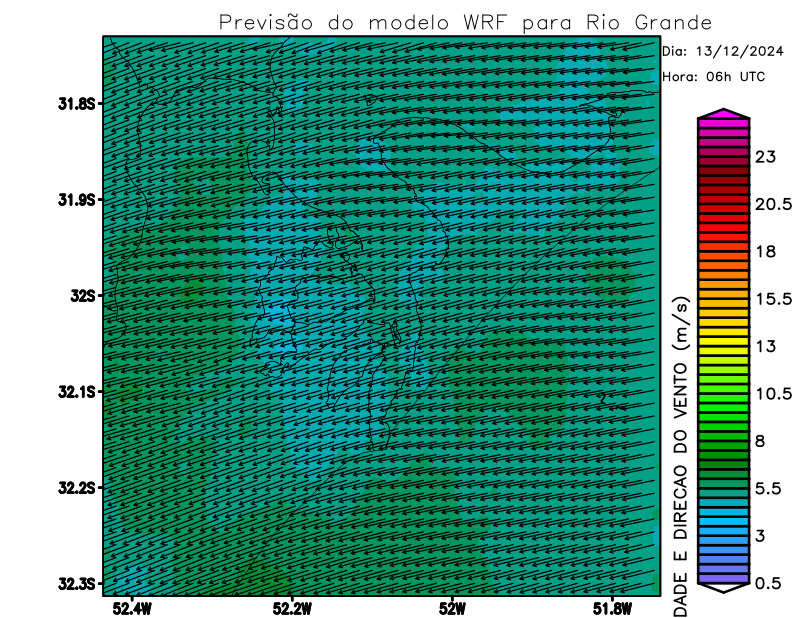 Previsão do modelo WRF para Rio Grande
Dia: 13/12/2024
Hora: 06h UTC
31.8S
31.9S
32S
32.1S
32.2S
32.3S
52.4W
52.2W
52W
51.8W
23
20.5
18
15.5
13
10.5
8
5.5
3
0.5
DADE E DIRECAO DO VENTO (m/s)